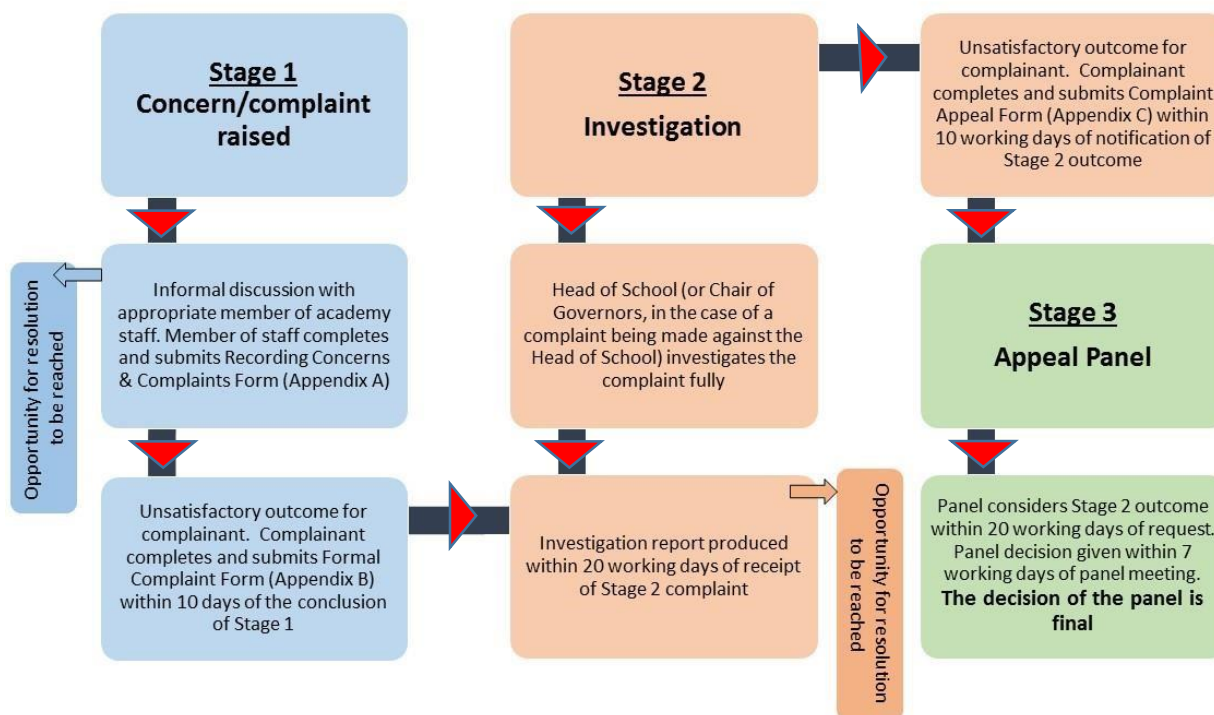 Stage 1
Concern/complaint
raised
Informal discussion with
appropriate member of academy
staff. Member of staff completes
and submits Recording Concerns
& Complaints Form (Appendix A)
Opportunity for resolution
to be reached
Unsatisfactory outcome for
complainant.  Complainant
completes and submits Formal
Complaint Form (Appendix B)
within 10 days of the conclusion
of Stage 1
Stage 2
Investigation
Head of School (or Chair of
Governors, in the case of a
complaint being made against the
Head of School) investigates the
complaint fully
Investigation report produced
within 20 working days of receipt
of Stage 2 complaint
Opportunity for resolution
to be reached
Unsatisfactory outcome for
complainant.  Complainant
completes and submits Complaint
Appeal Form (Appendix C) within
10 working days of notification of
Stage 2 outcome
Stage 3
Appeal Panel
Panel considers Stage 2 outcome
within 20 working days of request.
Panel decision given within 7
working days of panel meeting.
The decision of the panel is
final